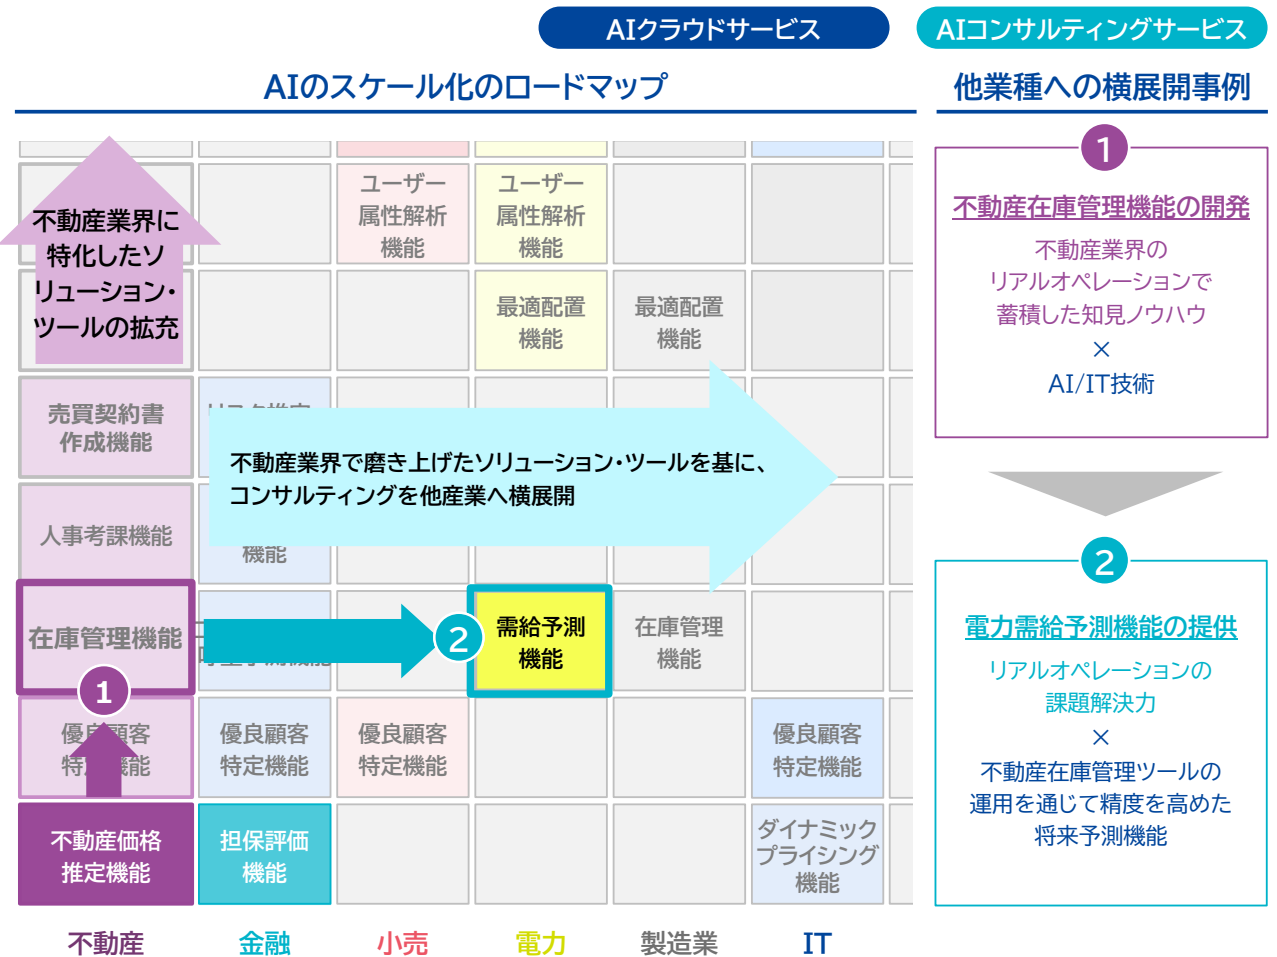 AIクラウドサービス
AIコンサルティングサービス
AIのスケール化のロードマップ
他業種への横展開事例
不動産業界に
特化したソ
リューション・
ツールの拡充
ユーザー
属性解析
機能
ユーザー
属性解析
機能
最適配置
機能
最適配置
機能
売買契約書
作成機能
不動産業界で磨き上げたソリューション・ツールを基に、
コンサルティングを他産業へ横展開
人事考課機能
機能
在庫管理機能
2
需給予測
機能
在庫管理
機能
1
優良顧客
特定機能
優良顧客
特定機能
優良顧客
特定機能
優良顧客
特定機能
不動産価格
推定機能
担保評価
機能
ダイナミック
プライシング
機能
不動産
金融
小売
電力
製造業
IT
1
不動産在庫管理機能の開発
不動産業界の
リアルオペレーションで
蓄積した知見ノウハウ
×
AI/IT技術
2
電力需給予測機能の提供
リアルオペレーションの
課題解決力
×
不動産在庫管理ツールの
運用を通じて精度を高めた
将来予測機能